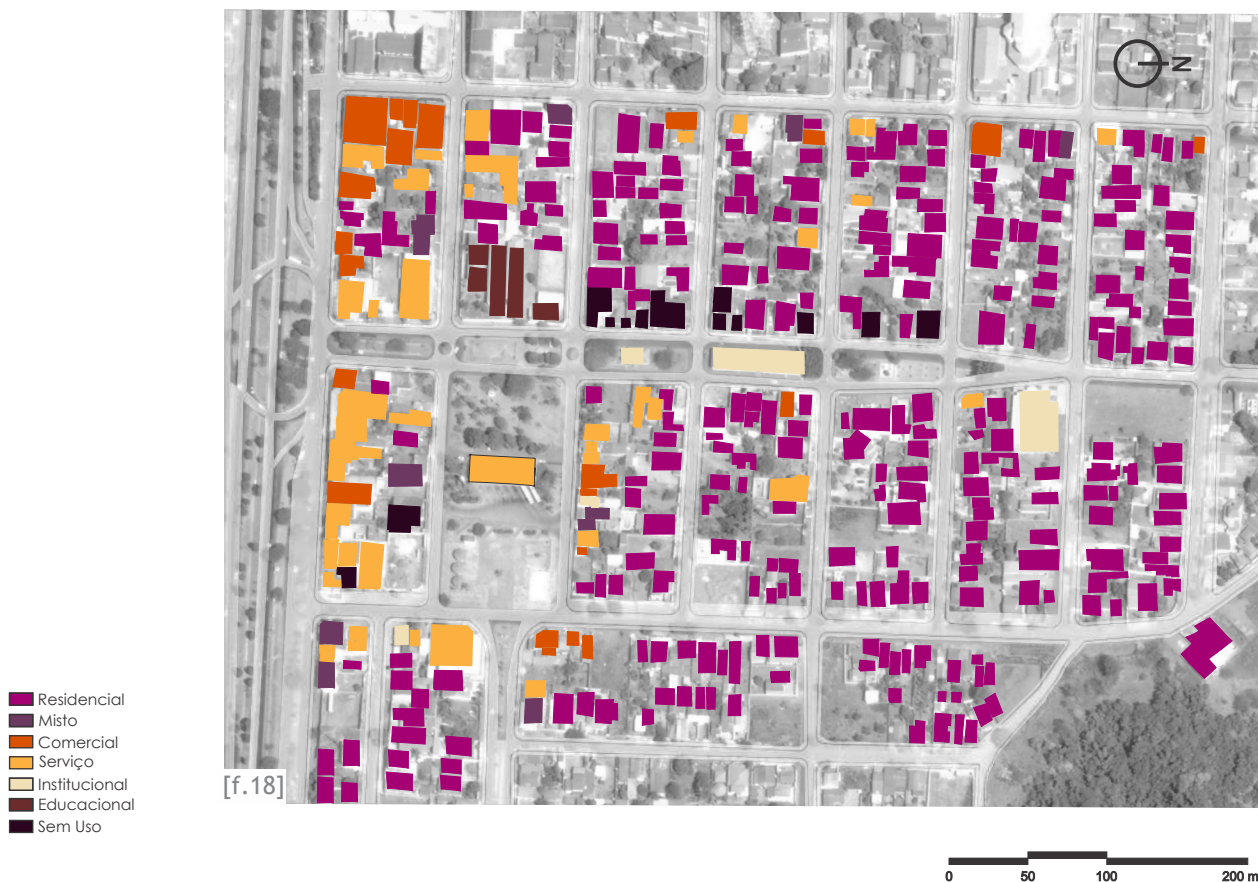 N
Residencial
Misto
Comercial
Serviço
Institucional
Educacional
Sem Uso
[f.18]
0 50 100 200 m